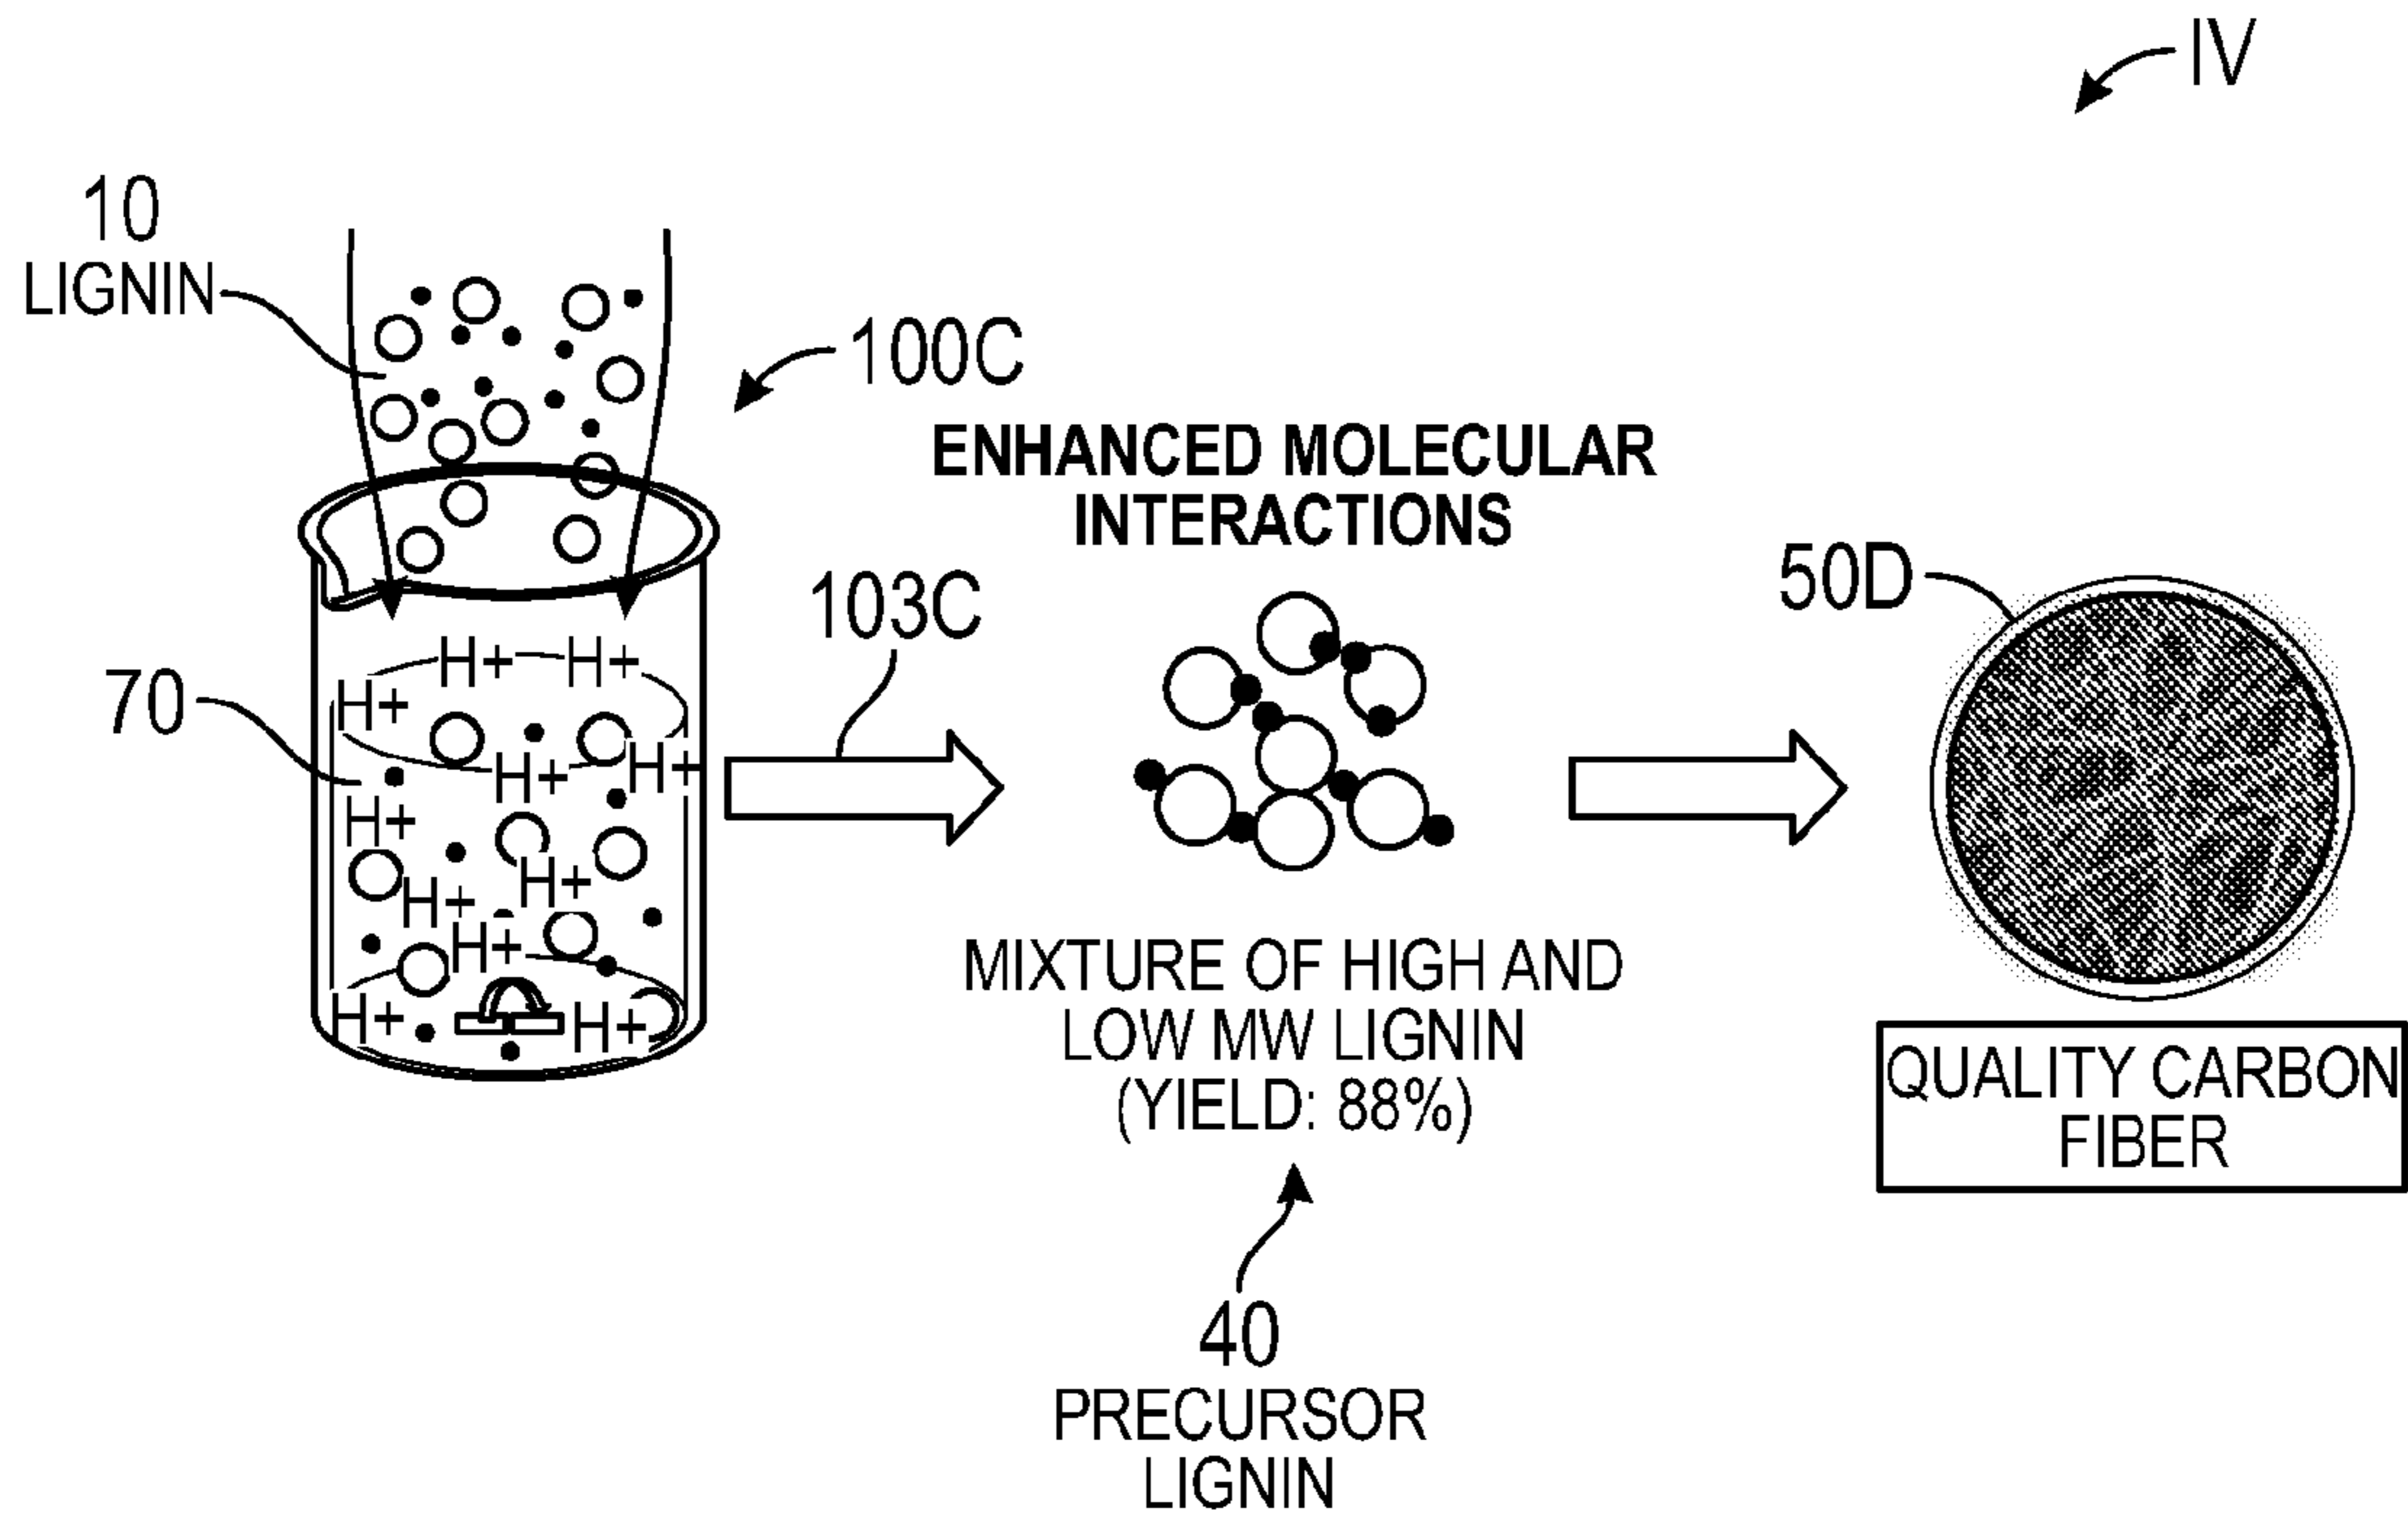 IV
10
LIGNIN
100C
ENHANCED MOLECULAR
INTERACTIONS
103C
50D
70
H+ H+
H+
H+
H+
H+
H+
H+
H+
H+
H+
MIXTURE OF HIGH AND
LOW MW LIGNIN
(YIELD: 88%)
QUALITY CARBON
FIBER
40
PRECURSOR
LIGNIN